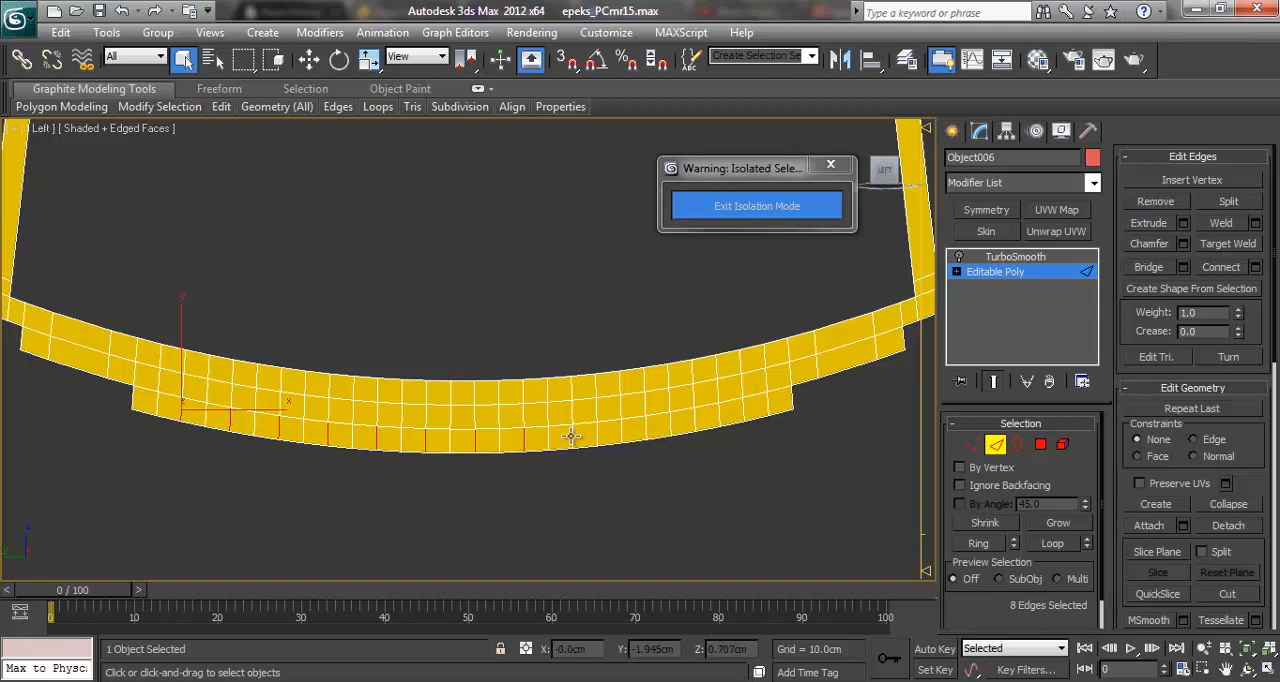 Autodesk 3ds Max 2012 x64 epeks_PCmr15.max
Type a keyword or phrase
Edit Tools Group Views Create Modifiers Animation Graph Editors Rendering Customize MAXScript Help
All View Create Selection Se
Graphite Modeling Tools Freeform Selection Object Paint
Polygon Modeling Modify Selection Edit Geometry (All) Edges Loops Tris Subdivision Align Properties
Left ] [ Shaded + Edged Faces ]
Warning: Isolated Sele...
Exit Isolation Mode
LEFT
y
x
z
z
y
Object006
Modifier List
Symmetry UVW Map
Skin Unwrap UVW
TurboSmooth
Editable Poly
Selection
By Vertex
Ignore Backfacing
By Angle: 45.0
Shrink Grow
Ring Loop
Preview Selection
Off SubObj Multi
8 Edges Selected
Edit Edges
Insert Vertex
Remove Split
Extrude Weld
Chamfer Target Weld
Bridge Connect
Create Shape From Selection
Weight: 1.0
Crease: 0.0
Edit Tri. Turn
Edit Geometry
Repeat Last
Constraints
None Edge
Face Normal
Preserve UVs
Create Collapse
Attach Detach
Slice Plane Split
Slice Reset Plane
QuickSlice Cut
MSmooth Tessellate
0 / 100
0 10 20 30 40 50 60 70 80 90 100
1 Object Selected X: -0.0cm Y: -1.945cm Z: 0.707cm Grid = 10.0cm Auto Key Selected
Max to Physc Click or click-and-drag to select objects Add Time Tag Set Key Key Filters... 0